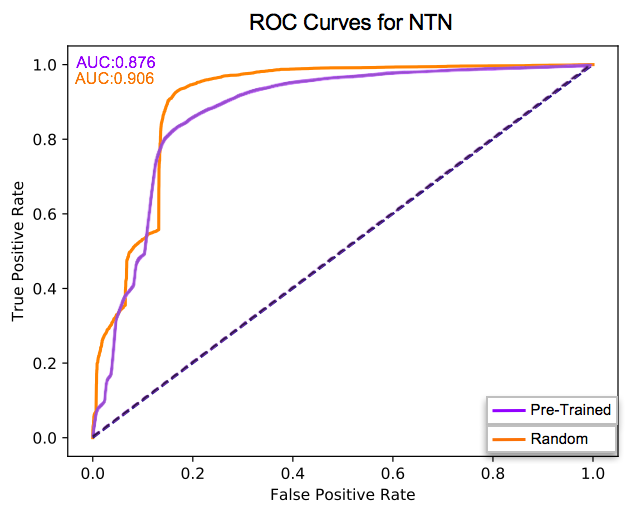 ROC Curves for NTN
AUC:0.876
AUC:0.906
1.0
0.8
0.6
0.4
0.2
0.0
True Positive Rate
0.0 0.2 0.4 0.6 0.8 1.0
False Positive Rate
Pre-Trained
Random